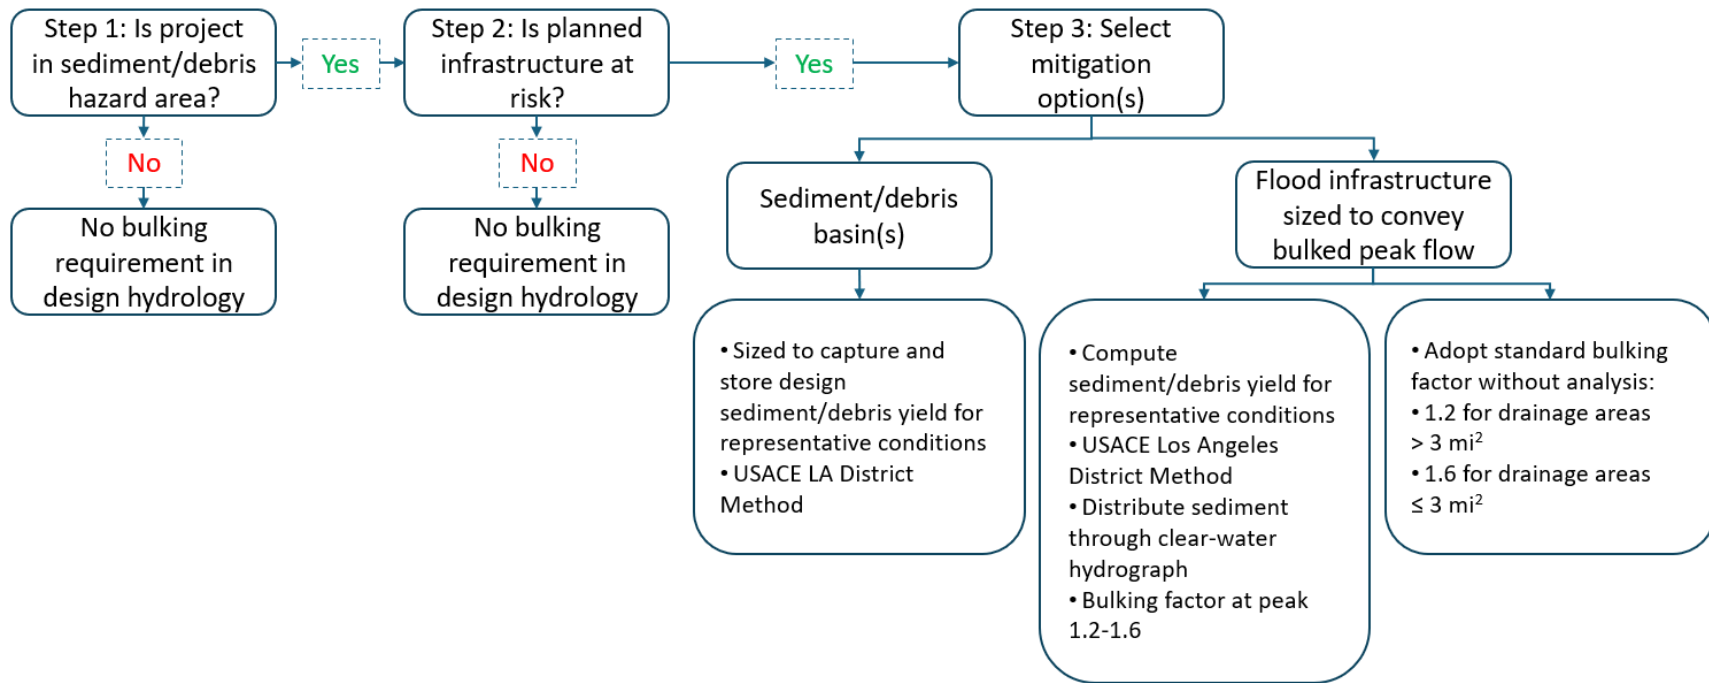 Step 1: Is project
in sediment/debris
hazard area?
Yes
Step 2: Is planned
infrastructure at
risk?
Yes
Step 3: Select
mitigation
option(s)
No
No bulking
requirement in
design hydrology
No
No bulking
requirement in
design hydrology
Sediment/debris
basin(s)
Flood infrastructure
sized to convey
bulked peak flow
• Sized to capture and
store design
sediment/debris yield for
representative conditions
• USACE LA District
Method
• Compute
sediment/debris yield for
representative conditions
• USACE Los Angeles
District Method
• Distribute sediment
through clear-water
hydrograph
• Bulking factor at peak
1.2-1.6
• Adopt standard bulking
factor without analysis:
• 1.2 for drainage areas
> 3 mi²
• 1.6 for drainage areas
≤ 3 mi²